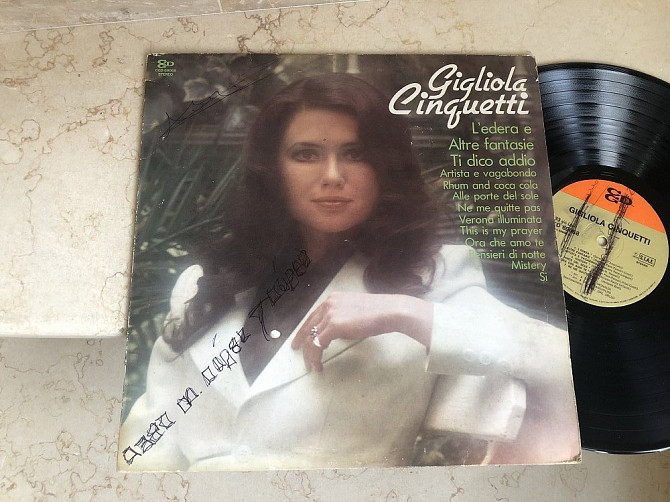 CGD
STEREO
Gigliola
Cinquetti
L'edera e
Altre fantasie
Ti dico addio
Artista e vagabondo
Rhum and coca cola
Alle porte del sole
Ne me quitte pas
Verona illuminata
This is my prayer
Ora che amo te
Pensieri di notte
Mistery
Si
GIGLIOLA CINQUETTI
S.I.A.E.